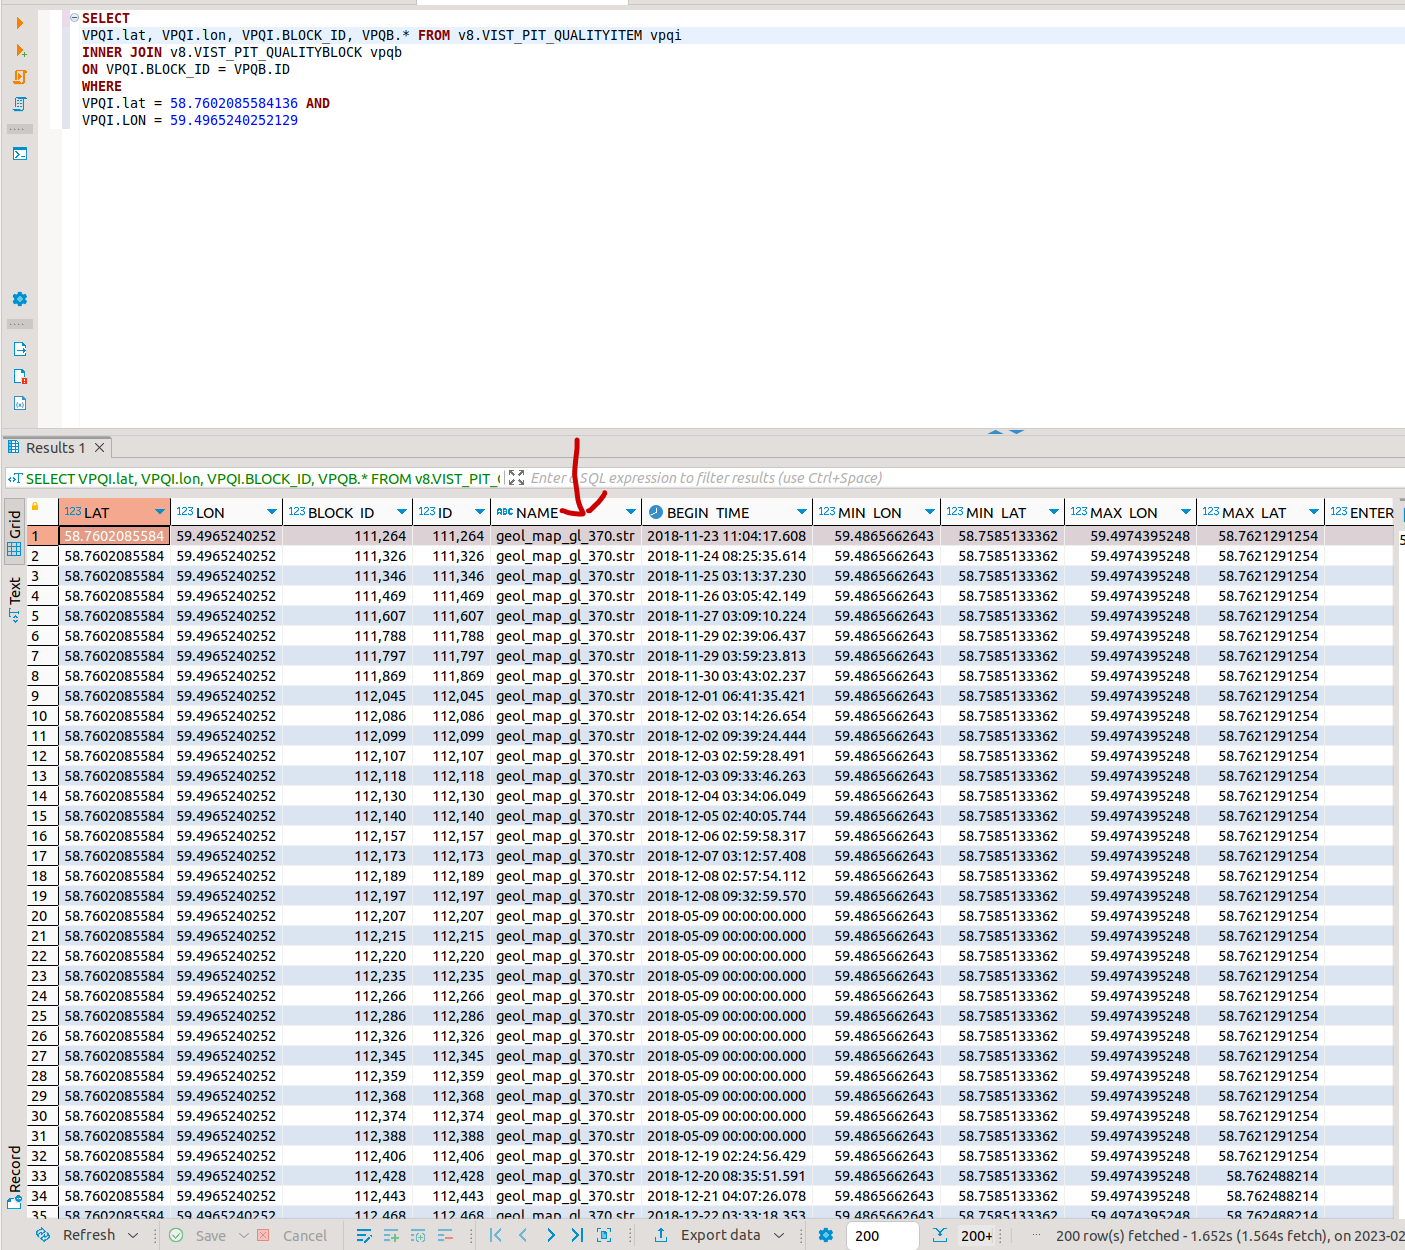 SELECT
VPQI.lat, VPQI.lon, VPQI.BLOCK_ID, VPQB.* FROM v8.VIST_PIT_QUALITYITEM vpqi
INNER JOIN v8.VIST_PIT_QUALITYBLOCK vpqb
ON VPQI.BLOCK_ID = VPQB.ID
WHERE
VPQI.lat = 58.7602085584136 AND
VPQI.LON = 59.4965240252129
Results 1
SELECT VPQI.lat, VPQI.lon, VPQI.BLOCK_ID, VPQB.* FROM v8.VIST_PIT_ Enter a SQL expression to filter results (use Ctrl+Space)
Grid
Text
Record
123 LAT 123 LON 123 BLOCK_ID 123 ID ABC NAME BEGIN_TIME 123 MIN_LON 123 MIN_LAT 123 MAX_LON 123 MAX_LAT 123 ENTER
1 58.7602085584 59.4965240252 111,264 111,264 geol_map_gl_370.str 2018-11-23 11:04:17.608 59.4865662643 58.7585133362 59.4974395248 58.7621291254
2 58.7602085584 59.4965240252 111,326 111,326 geol_map_gl_370.str 2018-11-24 08:25:35.614 59.4865662643 58.7585133362 59.4974395248 58.7621291254
3 58.7602085584 59.4965240252 111,346 111,346 geol_map_gl_370.str 2018-11-25 03:13:37.230 59.4865662643 58.7585133362 59.4974395248 58.7621291254
4 58.7602085584 59.4965240252 111,469 111,469 geol_map_gl_370.str 2018-11-26 03:05:42.149 59.4865662643 58.7585133362 59.4974395248 58.7621291254
5 58.7602085584 59.4965240252 111,607 111,607 geol_map_gl_370.str 2018-11-27 03:09:10.224 59.4865662643 58.7585133362 59.4974395248 58.7621291254
6 58.7602085584 59.4965240252 111,788 111,788 geol_map_gl_370.str 2018-11-29 02:39:06.437 59.4865662643 58.7585133362 59.4974395248 58.7621291254
7 58.7602085584 59.4965240252 111,797 111,797 geol_map_gl_370.str 2018-11-29 03:59:23.813 59.4865662643 58.7585133362 59.4974395248 58.7621291254
8 58.7602085584 59.4965240252 111,869 111,869 geol_map_gl_370.str 2018-11-30 03:43:02.237 59.4865662643 58.7585133362 59.4974395248 58.7621291254
9 58.7602085584 59.4965240252 112,045 112,045 geol_map_gl_370.str 2018-12-01 06:41:35.421 59.4865662643 58.7585133362 59.4974395248 58.7621291254
10 58.7602085584 59.4965240252 112,086 112,086 geol_map_gl_370.str 2018-12-02 03:14:26.654 59.4865662643 58.7585133362 59.4974395248 58.7621291254
11 58.7602085584 59.4965240252 112,099 112,099 geol_map_gl_370.str 2018-12-02 09:39:24.444 59.4865662643 58.7585133362 59.4974395248 58.7621291254
12 58.7602085584 59.4965240252 112,107 112,107 geol_map_gl_370.str 2018-12-03 02:59:28.491 59.4865662643 58.7585133362 59.4974395248 58.7621291254
13 58.7602085584 59.4965240252 112,118 112,118 geol_map_gl_370.str 2018-12-03 09:33:46.263 59.4865662643 58.7585133362 59.4974395248 58.7621291254
14 58.7602085584 59.4965240252 112,130 112,130 geol_map_gl_370.str 2018-12-04 03:34:06.049 59.4865662643 58.7585133362 59.4974395248 58.7621291254
15 58.7602085584 59.4965240252 112,140 112,140 geol_map_gl_370.str 2018-12-05 02:40:05.744 59.4865662643 58.7585133362 59.4974395248 58.7621291254
16 58.7602085584 59.4965240252 112,157 112,157 geol_map_gl_370.str 2018-12-06 02:59:58.317 59.4865662643 58.7585133362 59.4974395248 58.7621291254
17 58.7602085584 59.4965240252 112,173 112,173 geol_map_gl_370.str 2018-12-07 03:12:57.408 59.4865662643 58.7585133362 59.4974395248 58.7621291254
18 58.7602085584 59.4965240252 112,189 112,189 geol_map_gl_370.str 2018-12-08 02:57:54.112 59.4865662643 58.7585133362 59.4974395248 58.7621291254
19 58.7602085584 59.4965240252 112,197 112,197 geol_map_gl_370.str 2018-12-08 09:32:59.570 59.4865662643 58.7585133362 59.4974395248 58.7621291254
20 58.7602085584 59.4965240252 112,207 112,207 geol_map_gl_370.str 2018-05-09 00:00:00.000 59.4865662643 58.7585133362 59.4974395248 58.7621291254
21 58.7602085584 59.4965240252 112,215 112,215 geol_map_gl_370.str 2018-05-09 00:00:00.000 59.4865662643 58.7585133362 59.4974395248 58.7621291254
22 58.7602085584 59.4965240252 112,220 112,220 geol_map_gl_370.str 2018-05-09 00:00:00.000 59.4865662643 58.7585133362 59.4974395248 58.7621291254
23 58.7602085584 59.4965240252 112,235 112,235 geol_map_gl_370.str 2018-05-09 00:00:00.000 59.4865662643 58.7585133362 59.4974395248 58.7621291254
24 58.7602085584 59.4965240252 112,266 112,266 geol_map_gl_370.str 2018-05-09 00:00:00.000 59.4865662643 58.7585133362 59.4974395248 58.7621291254
25 58.7602085584 59.4965240252 112,286 112,286 geol_map_gl_370.str 2018-05-09 00:00:00.000 59.4865662643 58.7585133362 59.4974395248 58.7621291254
26 58.7602085584 59.4965240252 112,326 112,326 geol_map_gl_370.str 2018-05-09 00:00:00.000 59.4865662643 58.7585133362 59.4974395248 58.7621291254
27 58.7602085584 59.4965240252 112,345 112,345 geol_map_gl_370.str 2018-05-09 00:00:00.000 59.4865662643 58.7585133362 59.4974395248 58.7621291254
28 58.7602085584 59.4965240252 112,359 112,359 geol_map_gl_370.str 2018-05-09 00:00:00.000 59.4865662643 58.7585133362 59.4974395248 58.7621291254
29 58.7602085584 59.4965240252 112,368 112,368 geol_map_gl_370.str 2018-05-09 00:00:00.000 59.4865662643 58.7585133362 59.4974395248 58.7621291254
30 58.7602085584 59.4965240252 112,374 112,374 geol_map_gl_370.str 2018-05-09 00:00:00.000 59.4865662643 58.7585133362 59.4974395248 58.7621291254
31 58.7602085584 59.4965240252 112,388 112,388 geol_map_gl_370.str 2018-05-09 00:00:00.000 59.4865662643 58.7585133362 59.4974395248 58.7621291254
32 58.7602085584 59.4965240252 112,406 112,406 geol_map_gl_370.str 2018-12-19 02:24:56.429 59.4865662643 58.7585133362 59.4974395248 58.7621291254
33 58.7602085584 59.4965240252 112,428 112,428 geol_map_gl_370.str 2018-12-20 08:35:51.591 59.4865662643 58.7585133362 59.4974395248 58.762488214
34 58.7602085584 59.4965240252 112,443 112,443 geol_map_gl_370.str 2018-12-21 04:07:26.078 59.4865662643 58.7585133362 59.4974395248 58.762488214
35 58.7602085584 59.4965240252 112,468 112,468 geol_map_gl_370.str 2018-12-22 03:33:18.353 59.4865662643 58.7585133362 59.4974395248 58.762488214
Refresh Save Cancel Export data 200 200+ 200 row(s) fetched - 1.652s (1.564s fetch), on 2023-02